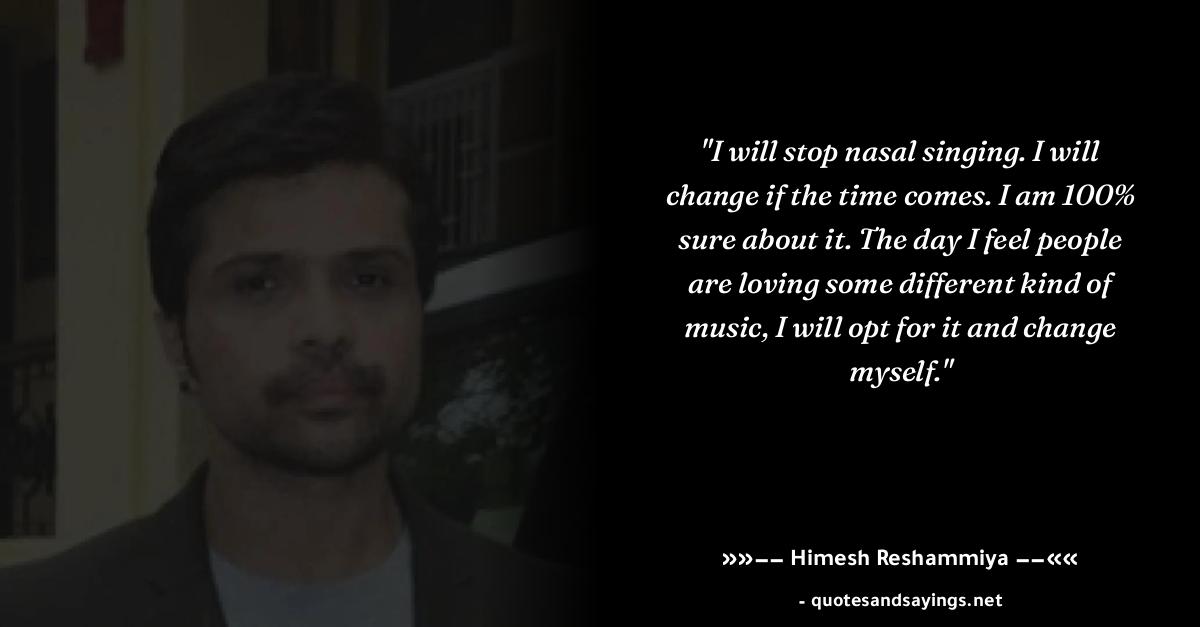 "I will stop nasal singing. I will
change if the time comes. I am 100%
sure about it. The day I feel people
are loving some different kind of
music, I will opt for it and change
myself."
»»−− Himesh Reshammiya −−««
- quotesandsayings.net